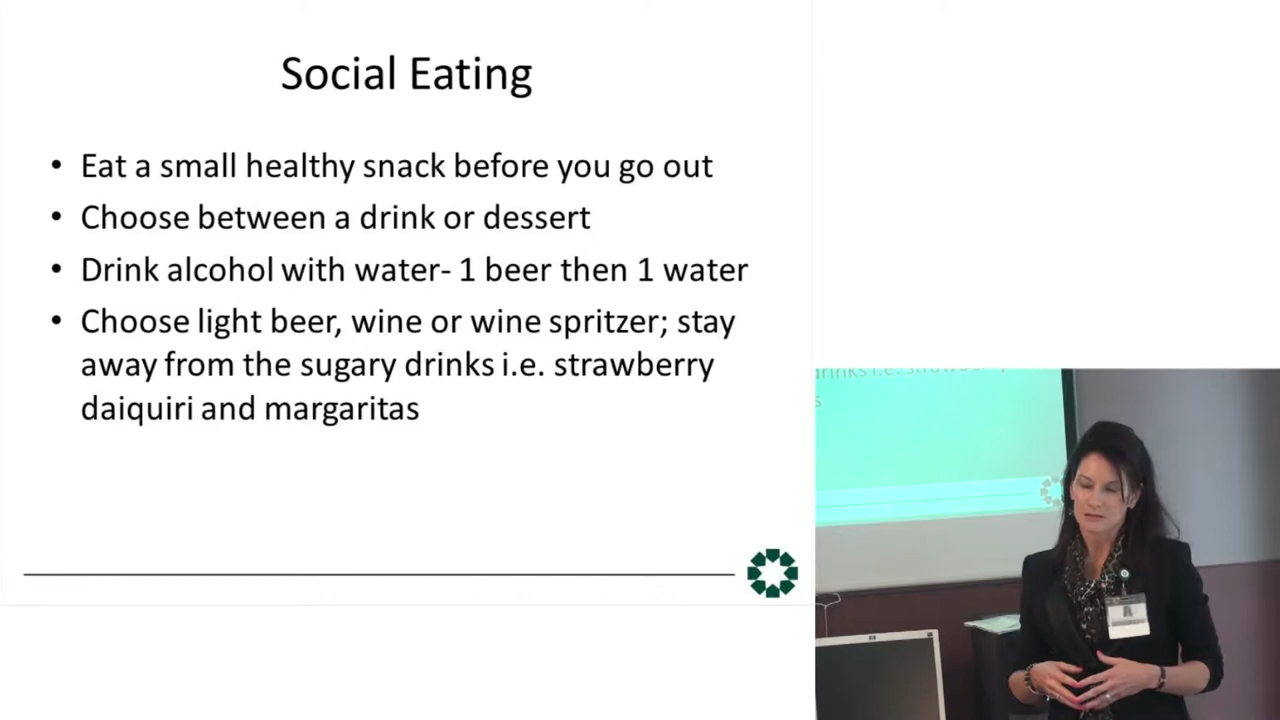 Social Eating
• Eat a small healthy snack before you go out
• Choose between a drink or dessert
• Drink alcohol with water- 1 beer then 1 water
• Choose light beer, wine or wine spritzer; stay
away from the sugary drinks i.e. strawberry
daiquiri and margaritas
drinks i.e.